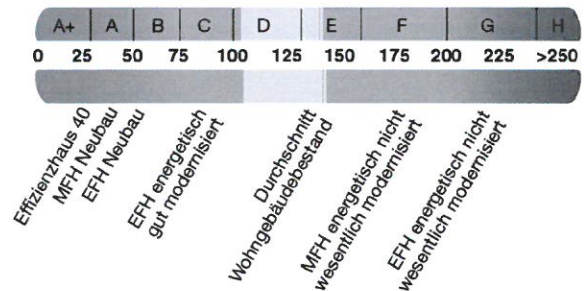 A+ A B C D E F G H
0 25 50 75 100 125 150 175 200 225 >250
Effizienzhaus 40
MFH Neubau
EFH Neubau
EFH energetisch
gut modernisiert
Durchschnitt
Wohngebäudebestand
MFH energetisch nicht
wesentlich modernisiert
EFH energetisch nicht
wesentlich modernisiert